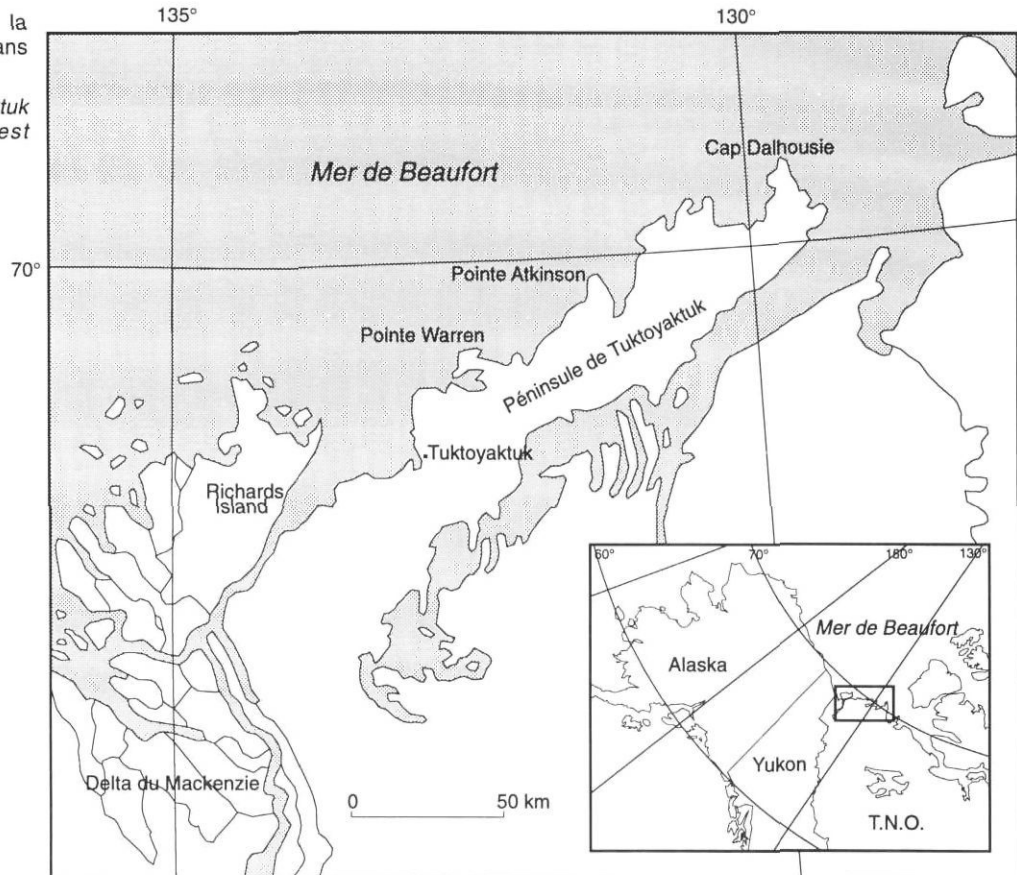 la
ans
tuk
est
135°
130°
70°
Mer de Beaufort
Cap Dalhousie
Pointe Atkinson
Pointe Warren
Péninsule de Tuktoyaktuk
Tuktoyaktuk
Richards
Island
Delta du Mackenzie
0 50 km
60° 70° 180° 130°
Mer de Beaufort
Alaska
Yukon
T.N.O.